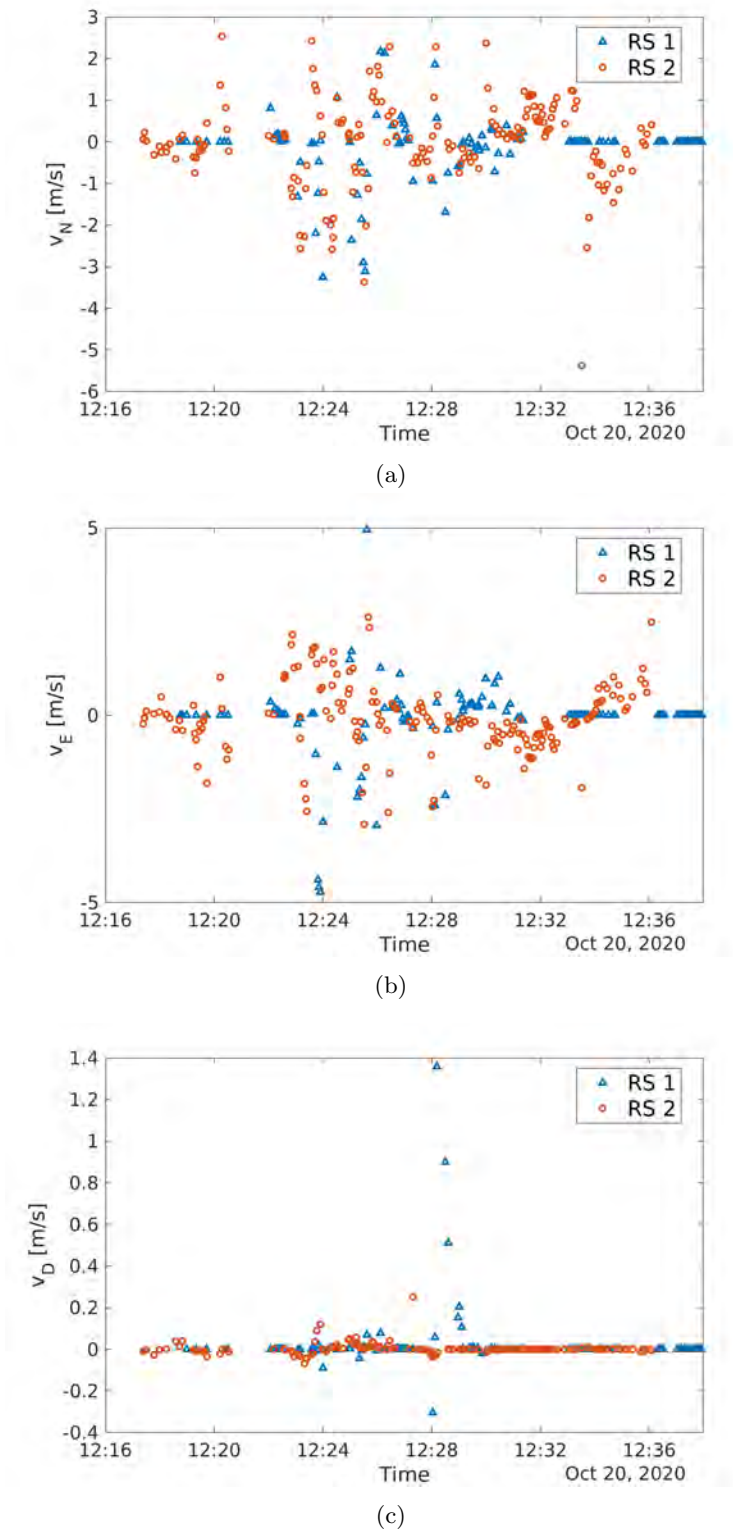 3
2
1
0
-1
-2
-3
-4
-5
-6
v_N [m/s]
RS 1
RS 2
12:16 12:20 12:24 12:28 12:32 12:36
Time
Oct 20, 2020
(a)
5
0
-5
v_E [m/s]
RS 1
RS 2
12:16 12:20 12:24 12:28 12:32 12:36
Time
Oct 20, 2020
(b)
1.4
1.2
1
0.8
0.6
0.4
0.2
0
-0.2
-0.4
v_D [m/s]
RS 1
RS 2
12:16 12:20 12:24 12:28 12:32 12:36
Time
Oct 20, 2020
(c)